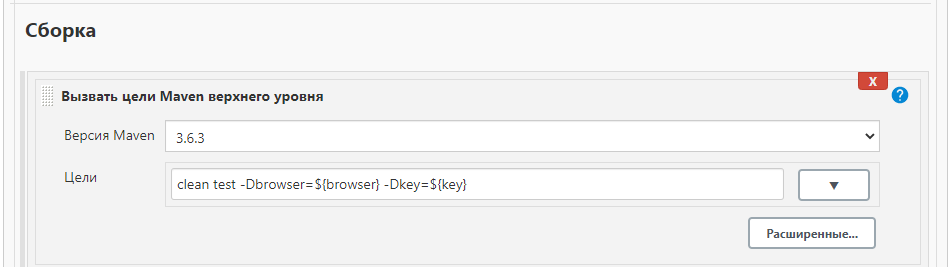 Сборка
X
Вызвать цели Maven верхнего уровня
?
Версия Maven
3.6.3
Цели
clean test -Dbrowser=${browser} -Dkey=${key}
Расширенные...